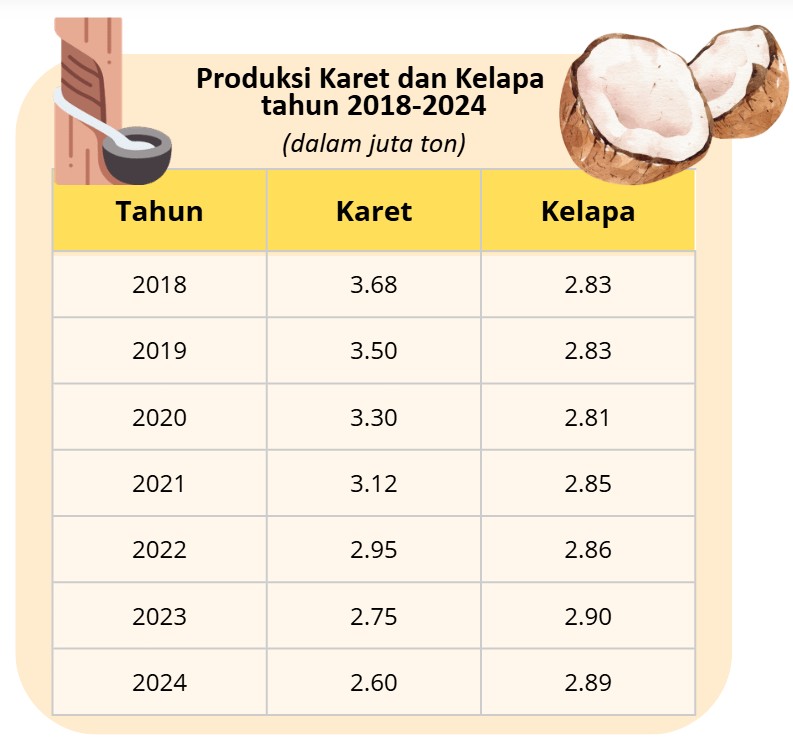 Produksi Karet dan Kelapa
tahun 2018-2024
(dalam juta ton)
Tahun Karet Kelapa
2018 3.68 2.83
2019 3.50 2.83
2020 3.30 2.81
2021 3.12 2.85
2022 2.95 2.86
2023 2.75 2.90
2024 2.60 2.89